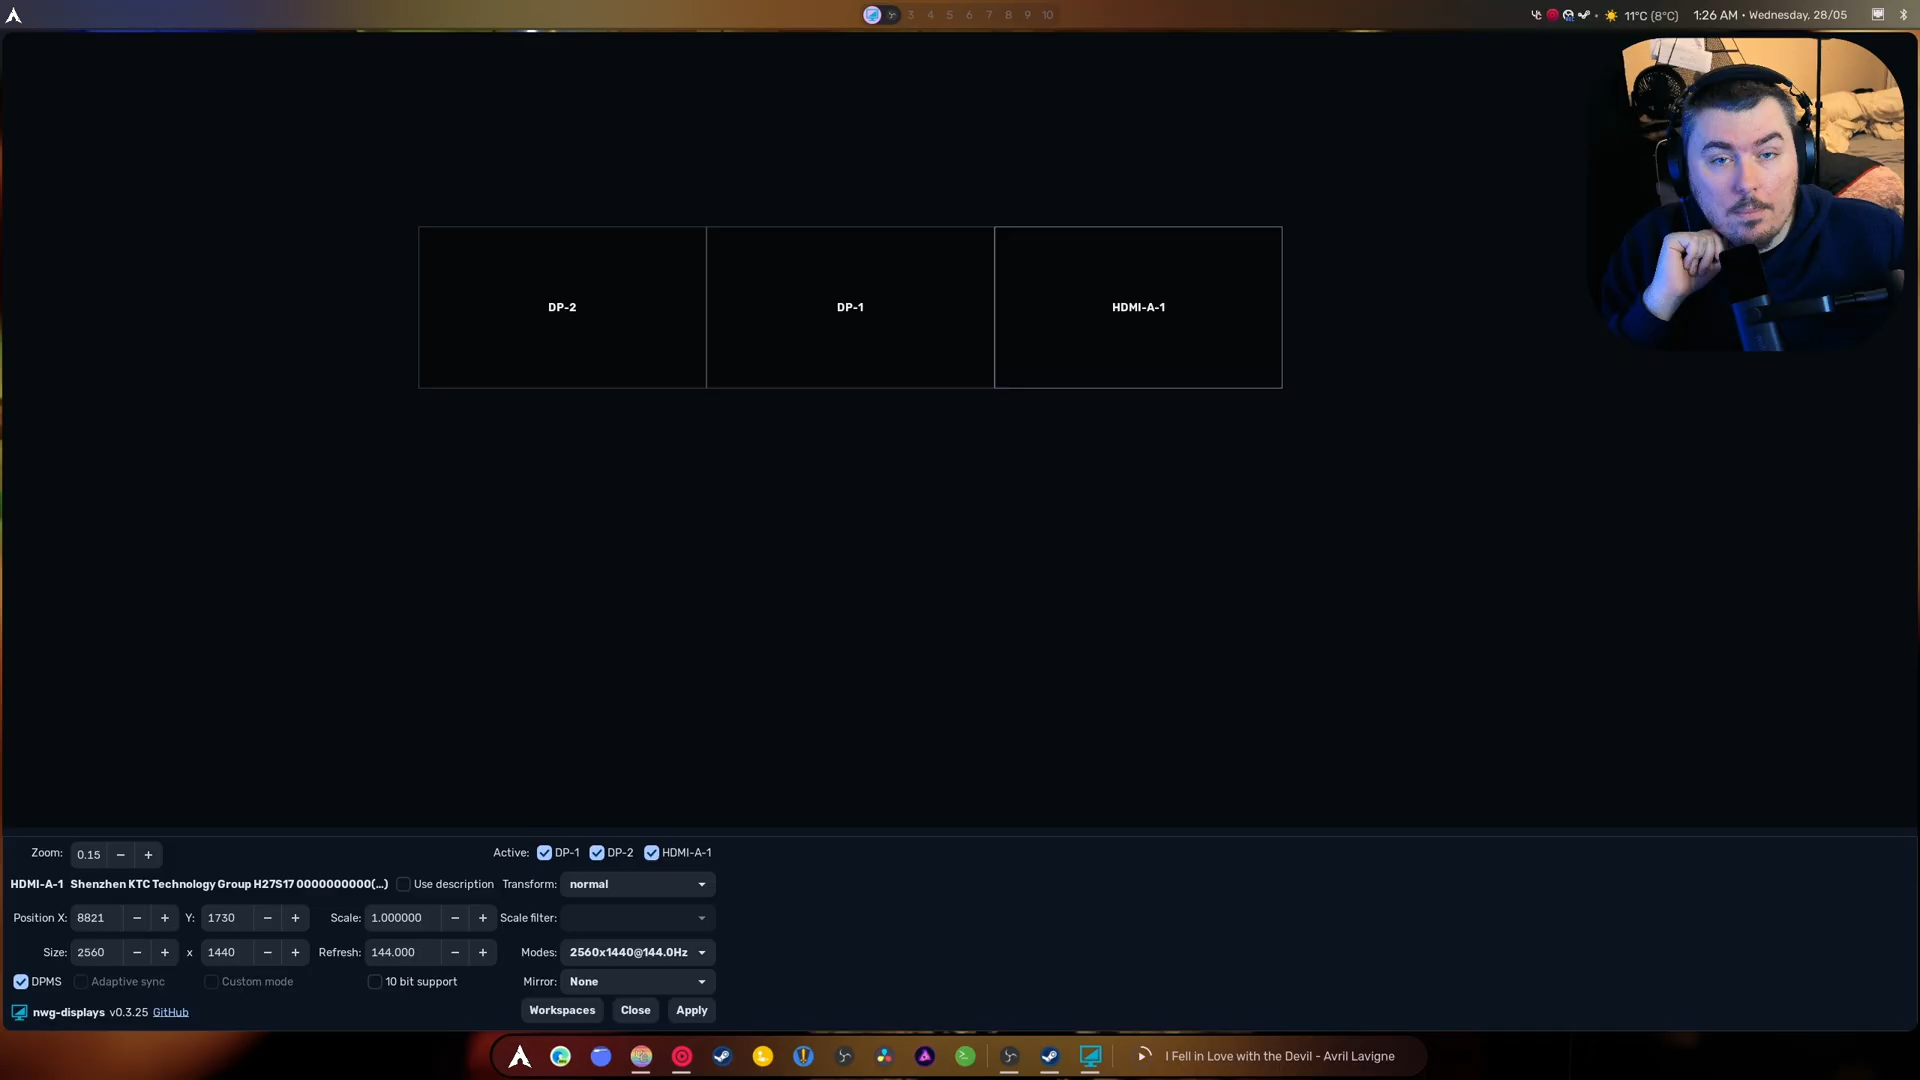 3 4 5 6 7 8 9 10
11°C (8°C) 1:26 AM • Wednesday, 28/05
DP-2 DP-1 HDMI-A-1
Zoom: 0.15 − + Active: DP-1 DP-2 HDMI-A-1
HDMI-A-1 Shenzhen KTC Technology Group H27S17 0000000000(...) Use description Transform: normal
Position X: 8821 − + Y: 1730 − + Scale: 1.000000 − + Scale filter:
Size: 2560 − + x 1440 − + Refresh: 144.000 − + Modes: 2560x1440@144.0Hz
DPMS Adaptive sync Custom mode 10 bit support Mirror: None
nwg-displays v0.3.25 GitHub Workspaces Close Apply
I Fell in Love with the Devil - Avril Lavigne